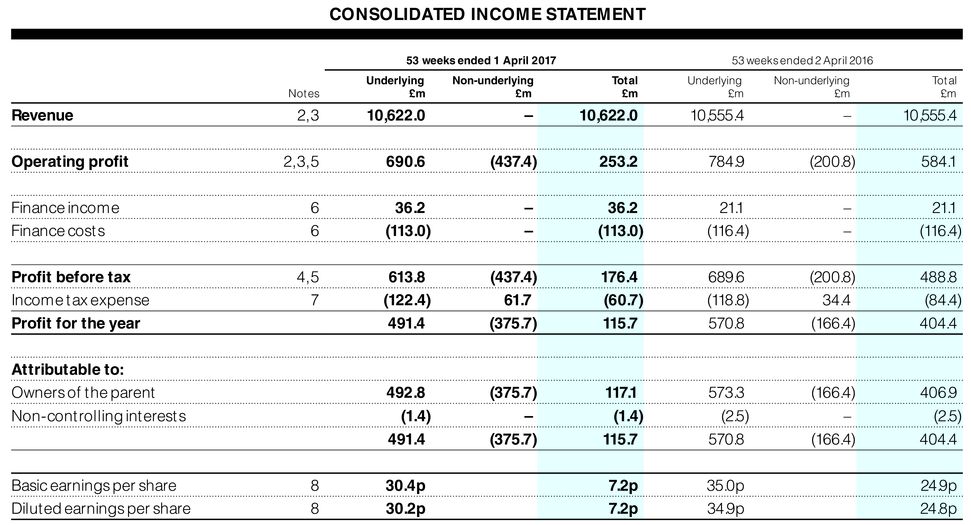 CONSOLIDATED INCOME STATEMENT
53 weeks ended 1 April 2017 53 weeks ended 2 April 2016
Underlying Non-underlying Total Underlying Non-underlying Total
Notes £m £m £m £m £m £m
Revenue 2,3 10,622.0 – 10,622.0 10,555.4 – 10,555.4
Operating profit 2,3,5 690.6 (437.4) 253.2 784.9 (200.8) 584.1
Finance income 6 36.2 – 36.2 21.1 – 21.1
Finance costs 6 (113.0) – (113.0) (116.4) – (116.4)
Profit before tax 4,5 613.8 (437.4) 176.4 689.6 (200.8) 488.8
Income tax expense 7 (122.4) 61.7 (60.7) (118.8) 34.4 (84.4)
Profit for the year 491.4 (375.7) 115.7 570.8 (166.4) 404.4
Attributable to:
Owners of the parent 492.8 (375.7) 117.1 573.3 (166.4) 406.9
Non-controlling interests (1.4) – (1.4) (2.5) – (2.5)
491.4 (375.7) 115.7 570.8 (166.4) 404.4
Basic earnings per share 8 30.4p 7.2p 35.0p 24.9p
Diluted earnings per share 8 30.2p 7.2p 34.9p 24.8p